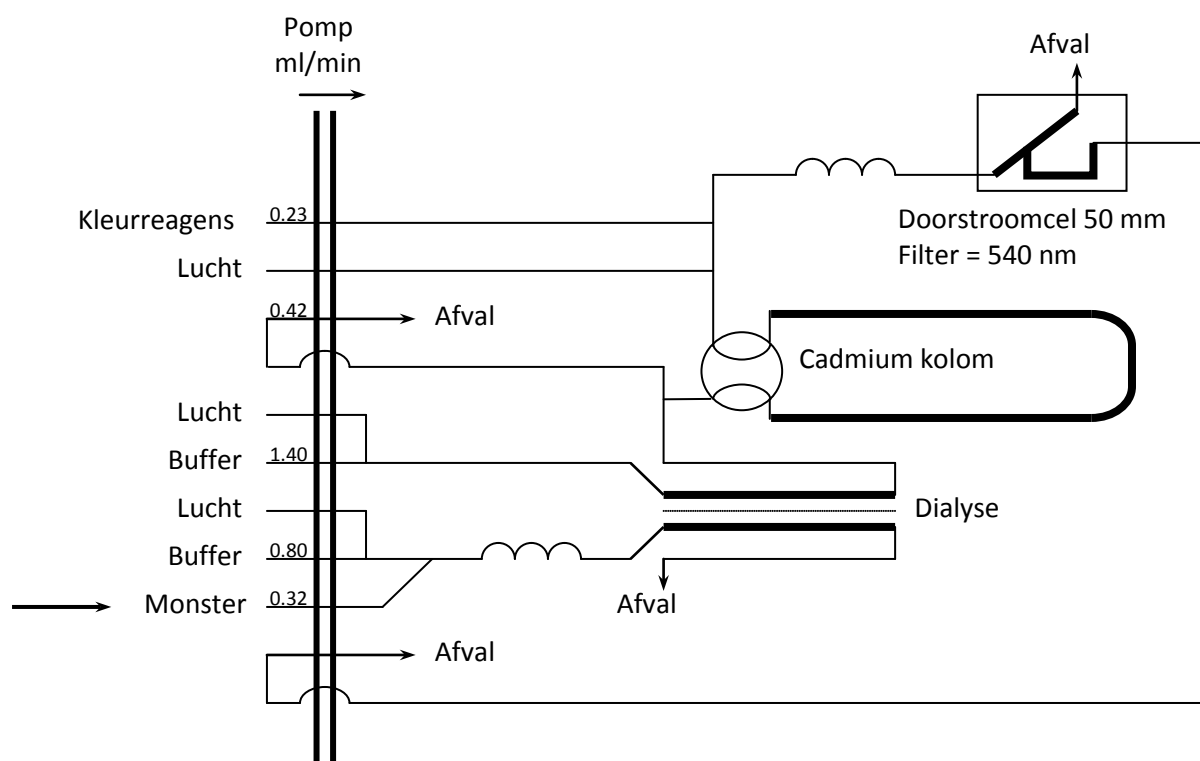 Pomp
ml/min
Afval
Kleurreagens 0.23
Doorstroomcel 50 mm
Filter = 540 nm
Lucht
0.42 Afval
Cadmium kolom
Lucht
Buffer 1.40
Lucht
Dialyse
Buffer 0.80
Monster 0.32
Afval
Afval